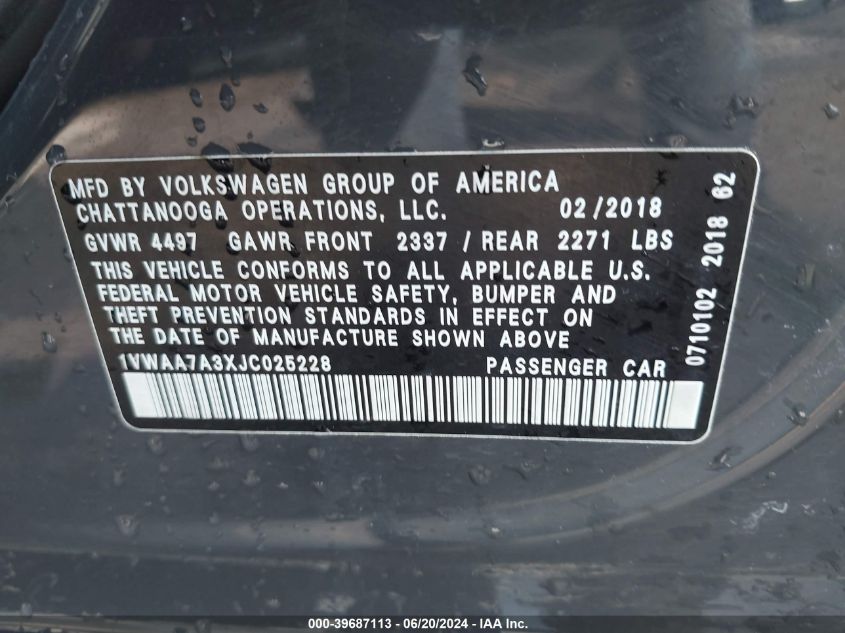 MFD BY VOLKSWAGEN GROUP OF AMERICA
CHATTANOOGA OPERATIONS, LLC. 02/2018
GVWR 4497 GAWR FRONT 2337 / REAR 2271 LBS
THIS VEHICLE CONFORMS TO ALL APPLICABLE U.S.
FEDERAL MOTOR VEHICLE SAFETY, BUMPER AND
THEFT PREVENTION STANDARDS IN EFFECT ON
THE DATE OF MANUFACTURE SHOWN ABOVE
1VWAA7A3XJC025228 PASSENGER CAR
0710102 2018 62
000-39687113 - 06/20/2024 - IAA Inc.